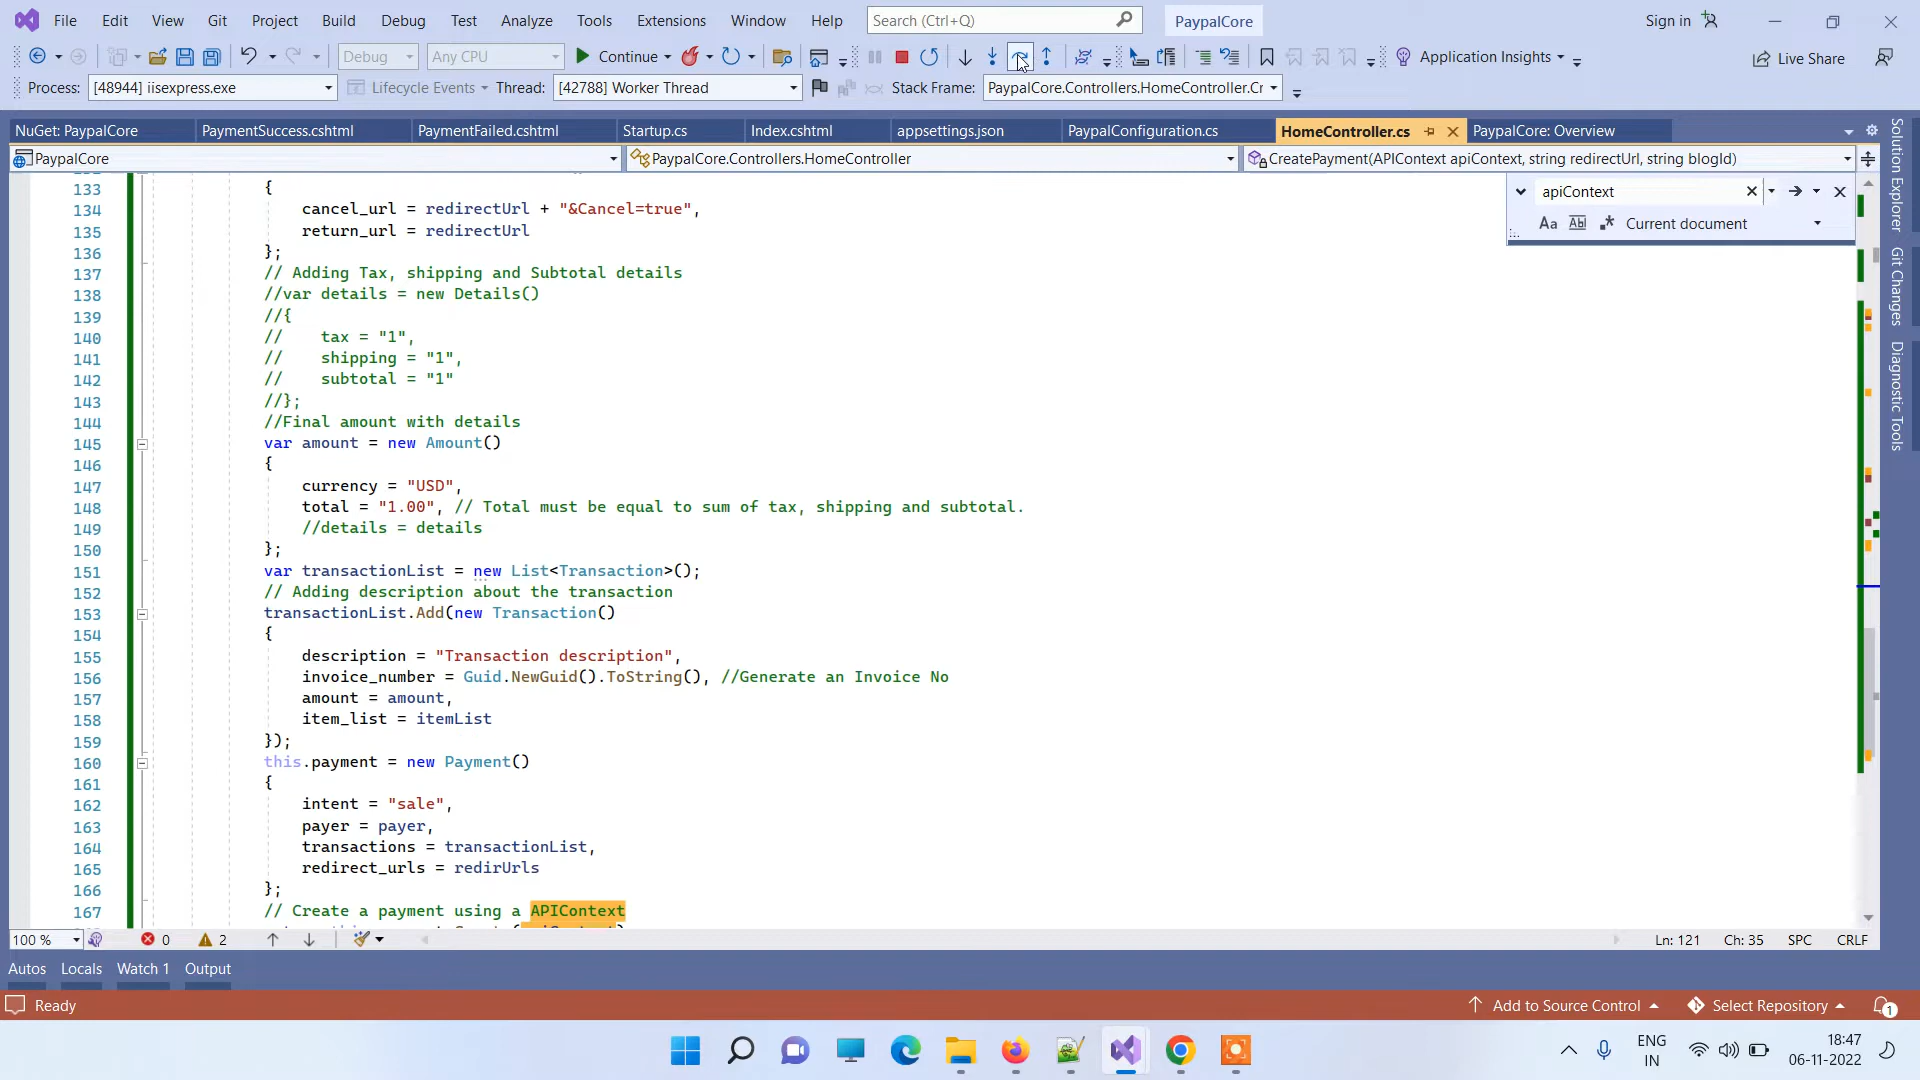 File Edit View Git Project Build Debug Test Analyze Tools Extensions Window Help Search (Ctrl+Q) PaypalCore Sign in
Debug Any CPU Continue Application Insights Live Share
Process: [48944] iisexpress.exe Lifecycle Events Thread: [42788] Worker Thread Stack Frame: PaypalCore.Controllers.HomeController.Cr
NuGet: PaypalCore PaymentSuccess.cshtml PaymentFailed.cshtml Startup.cs Index.cshtml appsettings.json PaypalConfiguration.cs HomeController.cs PaypalCore: Overview
PaypalCore PaypalCore.Controllers.HomeController CreatePayment(APIContext apiContext, string redirectUrl, string blogId)
apiContext
Aa Ab Current document
Solution Explorer
Git Changes
Diagnostic Tools
133 {
134 cancel_url = redirectUrl + "&Cancel=true",
135 return_url = redirectUrl
136 };
137 // Adding Tax, shipping and Subtotal details
138 //var details = new Details()
139 //{
140 // tax = "1",
141 // shipping = "1",
142 // subtotal = "1"
143 //};
144 //Final amount with details
145 var amount = new Amount()
146 {
147 currency = "USD",
148 total = "1.00", // Total must be equal to sum of tax, shipping and subtotal.
149 //details = details
150 };
151 var transactionList = new List<Transaction>();
152 // Adding description about the transaction
153 transactionList.Add(new Transaction()
154 {
155 description = "Transaction description",
156 invoice_number = Guid.NewGuid().ToString(), //Generate an Invoice No
157 amount = amount,
158 item_list = itemList
159 });
160 this.payment = new Payment()
161 {
162 intent = "sale",
163 payer = payer,
164 transactions = transactionList,
165 redirect_urls = redirUrls
166 };
167 // Create a payment using a APIContext
100 % 0 2 Ln: 121 Ch: 35 SPC CRLF
Autos Locals Watch 1 Output
Ready Add to Source Control Select Repository 1
ENG
IN
18:47
06-11-2022